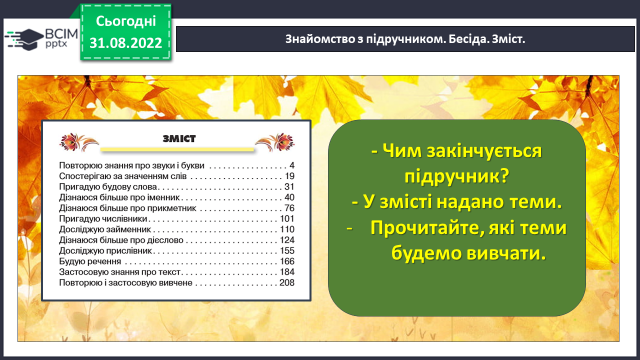 ВСІМ
pptx
Сьогодні
31.08.2022
Знайомство з підручником. Бесіда. Зміст.
ЗМІСТ
Повторюю знання про звуки і букви . . . . . . . . . . . . . . . . 4
Спостерігаю за значенням слів . . . . . . . . . . . . . . . . . . 19
Пригадую будову слова. . . . . . . . . . . . . . . . . . . . . . . . 31
Дізнаюся більше про іменник . . . . . . . . . . . . . . . . . . . 40
Дізнаюся більше про прикметник . . . . . . . . . . . . . . . . 76
Пригадую числівники. . . . . . . . . . . . . . . . . . . . . . . . . 101
Досліджую займенник . . . . . . . . . . . . . . . . . . . . . . . . 110
Дізнаюся більше про дієслово . . . . . . . . . . . . . . . . . . 124
Досліджую прислівник. . . . . . . . . . . . . . . . . . . . . . . . 155
Будую речення . . . . . . . . . . . . . . . . . . . . . . . . . . . . . 166
Застосовую знання про текст. . . . . . . . . . . . . . . . . . . 184
Повторюю і застосовую вивчене . . . . . . . . . . . . . . . . 208
- Чим закінчується
підручник?
- У змісті надано теми.
- Прочитайте, які теми
будемо вивчати.